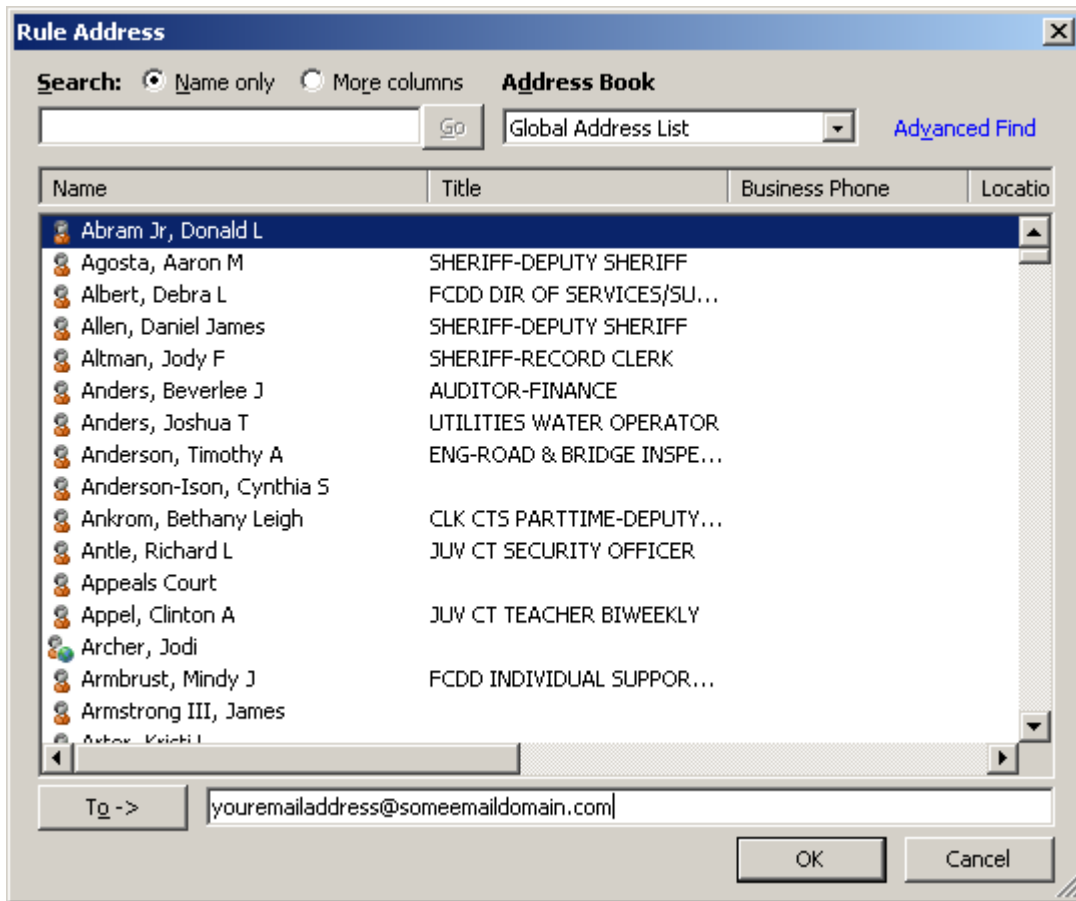 Rule Address
Search: Name only More columns Address Book
Go Global Address List Advanced Find
Name Title Business Phone Locatio
Abram Jr, Donald L
Agosta, Aaron M SHERIFF-DEPUTY SHERIFF
Albert, Debra L FCDD DIR OF SERVICES/SU...
Allen, Daniel James SHERIFF-DEPUTY SHERIFF
Altman, Jody F SHERIFF-RECORD CLERK
Anders, Beverlee J AUDITOR-FINANCE
Anders, Joshua T UTILITIES WATER OPERATOR
Anderson, Timothy A ENG-ROAD & BRIDGE INSPE...
Anderson-Ison, Cynthia S
Ankrom, Bethany Leigh CLK CTS PARTTIME-DEPUTY...
Antle, Richard L JUV CT SECURITY OFFICER
Appeals Court
Appel, Clinton A JUV CT TEACHER BIWEEKLY
Archer, Jodi
Armbrust, Mindy J FCDD INDIVIDUAL SUPPOR...
Armstrong III, James
To -> youremailaddress@someemaildomain.com
OK Cancel